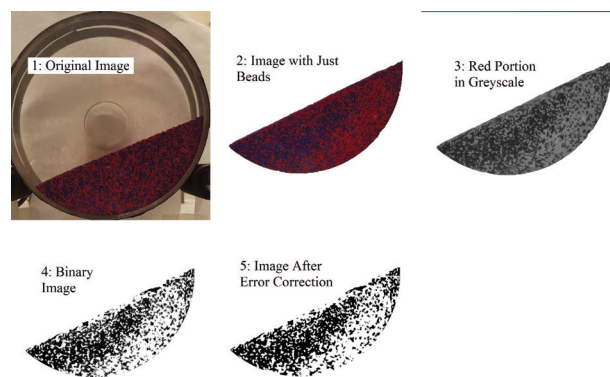 1: Original Image
2: Image with Just
Beads
3: Red Portion
in Greyscale
4: Binary
Image
5: Image After
Error Correction